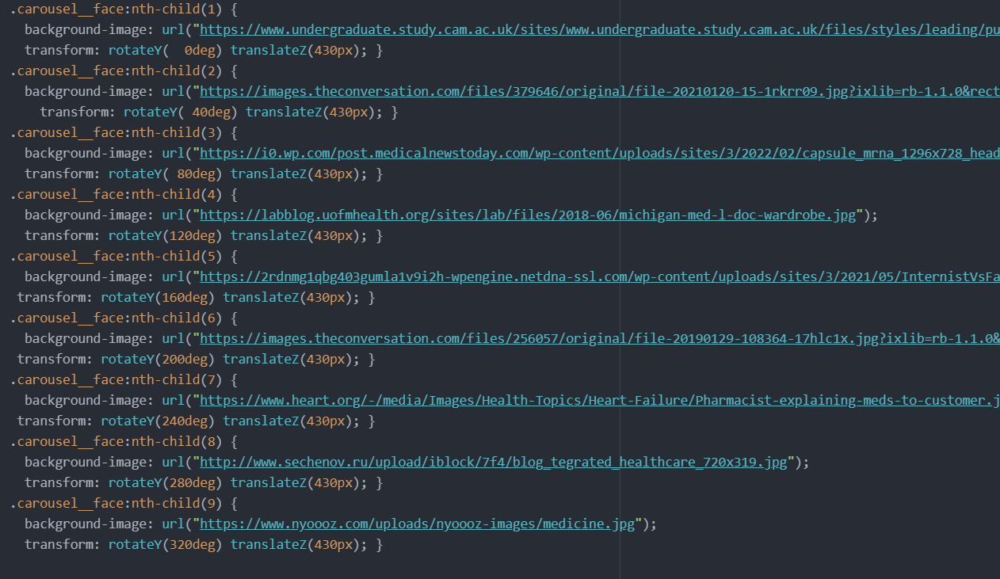 .carousel__face:nth-child(1) {
background-image: url("https://www.undergraduate.study.cam.ac.uk/sites/www.undergraduate.study.cam.ac.uk/files/styles/leading/pu
transform: rotateY(  0deg) translateZ(430px); }
.carousel__face:nth-child(2) {
background-image: url("https://images.theconversation.com/files/379646/original/file-20210120-15-1rkrr09.jpg?ixlib=rb-1.1.0&rect
transform: rotateY( 40deg) translateZ(430px); }
.carousel__face:nth-child(3) {
background-image: url("https://i0.wp.com/post.medicalnewstoday.com/wp-content/uploads/sites/3/2022/02/capsule_mrna_1296x728_head
transform: rotateY( 80deg) translateZ(430px); }
.carousel__face:nth-child(4) {
background-image: url("https://labblog.uofmhealth.org/sites/lab/files/2018-06/michigan-med-l-doc-wardrobe.jpg");
transform: rotateY(120deg) translateZ(430px); }
.carousel__face:nth-child(5) {
background-image: url("https://2rdnmg1qbg403gumla1v9i2h-wpengine.netdna-ssl.com/wp-content/uploads/sites/3/2021/05/InternistVsFa
transform: rotateY(160deg) translateZ(430px); }
.carousel__face:nth-child(6) {
background-image: url("https://images.theconversation.com/files/256057/original/file-20190129-108364-17hlc1x.jpg?ixlib=rb-1.1.0&
transform: rotateY(200deg) translateZ(430px); }
.carousel__face:nth-child(7) {
background-image: url("https://www.heart.org/-/media/Images/Health-Topics/Heart-Failure/Pharmacist-explaining-meds-to-customer.j
transform: rotateY(240deg) translateZ(430px); }
.carousel__face:nth-child(8) {
background-image: url("http://www.sechenov.ru/upload/iblock/7f4/blog_tegrated_healthcare_720x319.jpg");
transform: rotateY(280deg) translateZ(430px); }
.carousel__face:nth-child(9) {
background-image: url("https://www.nyoooz.com/uploads/nyoooz-images/medicine.jpg");
transform: rotateY(320deg) translateZ(430px); }